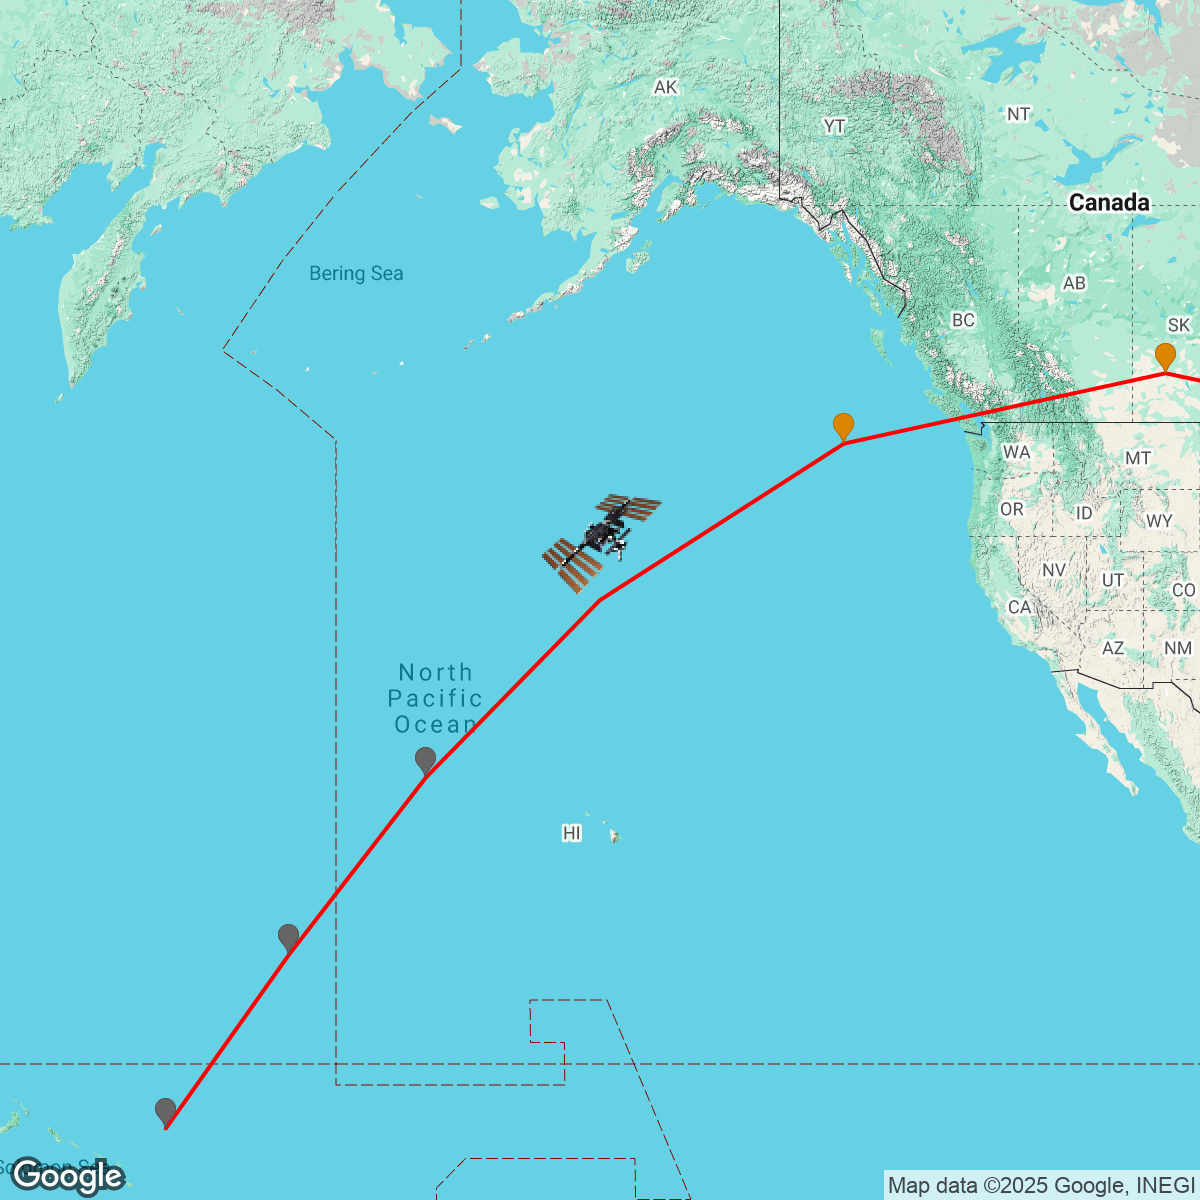 AK
YT
NT
Canada
Bering Sea
AB
BC
SK
WA
MT
OR
ID
WY
NV
UT
CO
CA
AZ
NM
North
Pacific
Ocean
HI
Google
Map data ©2025 Google, INEGI